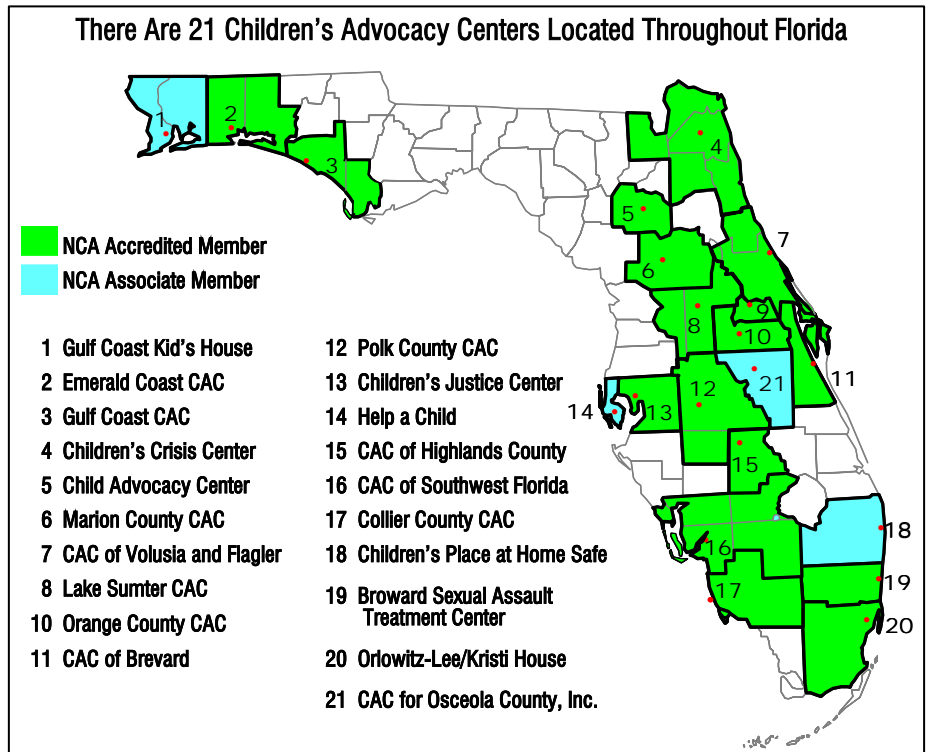 There Are 21 Children's Advocacy Centers Located Throughout Florida
1
2
3
4
5
6
7
8
9
10
11
12
13
14
15
16
17
18
19
20
21
NCA Accredited Member
NCA Associate Member
1 Gulf Coast Kid's House
2 Emerald Coast CAC
3 Gulf Coast CAC
4 Children's Crisis Center
5 Child Advocacy Center
6 Marion County CAC
7 CAC of Volusia and Flagler
8 Lake Sumter CAC
10 Orange County CAC
11 CAC of Brevard
12 Polk County CAC
13 Children's Justice Center
14 Help a Child
15 CAC of Highlands County
16 CAC of Southwest Florida
17 Collier County CAC
18 Children's Place at Home Safe
19 Broward Sexual Assault
Treatment Center
20 Orlowitz-Lee/Kristi House
21 CAC for Osceola County, Inc.